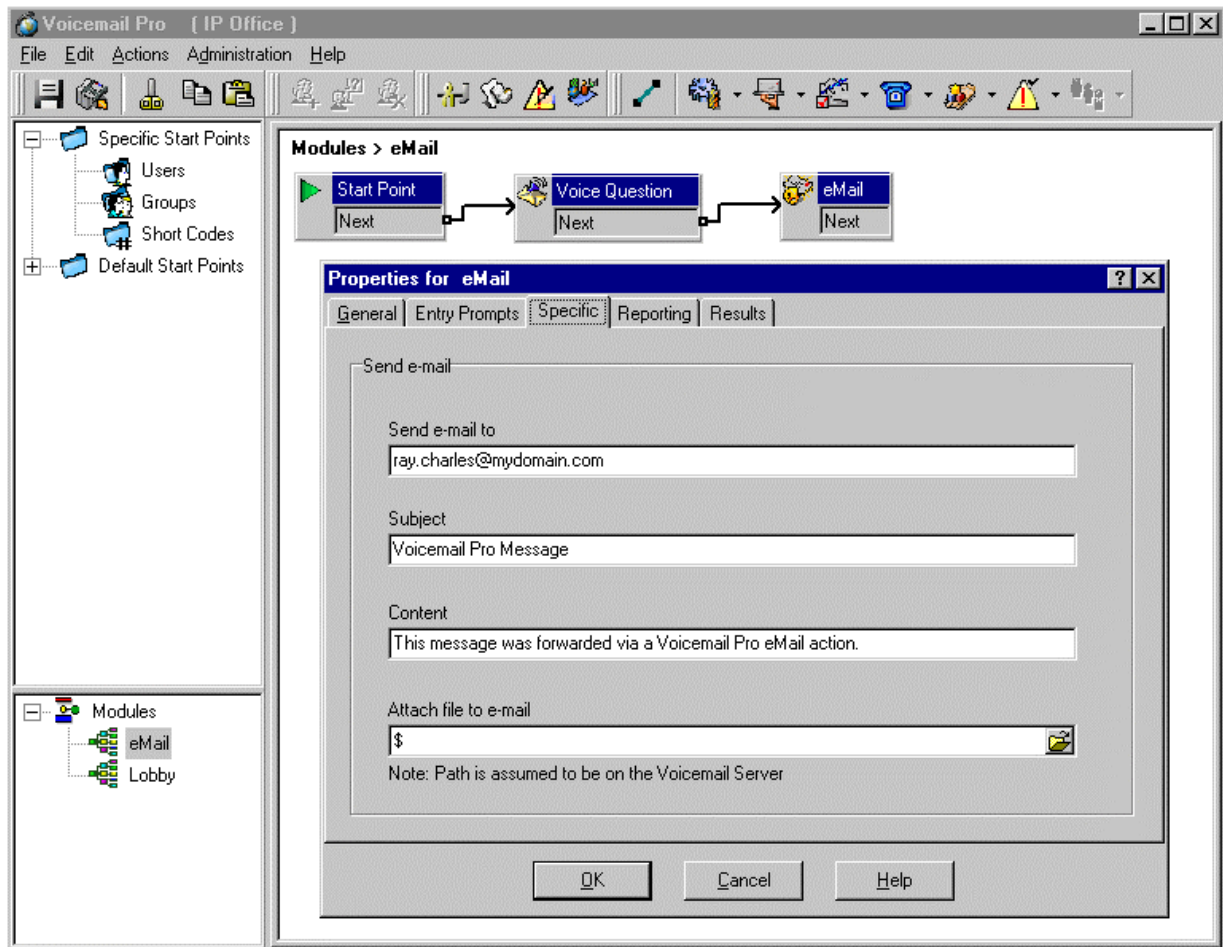 Voicemail Pro ( IP Office )
File Edit Actions Administration Help
Specific Start Points
Users
Groups
Short Codes
Default Start Points
Modules
eMail
Lobby
Modules > eMail
Start Point
Next
Voice Question
Next
eMail
Next
Properties for eMail
General Entry Prompts Specific Reporting Results
Send e-mail
Send e-mail to
ray.charles@mydomain.com
Subject
Voicemail Pro Message
Content
This message was forwarded via a Voicemail Pro eMail action.
Attach file to e-mail
$
Note: Path is assumed to be on the Voicemail Server
OK Cancel Help